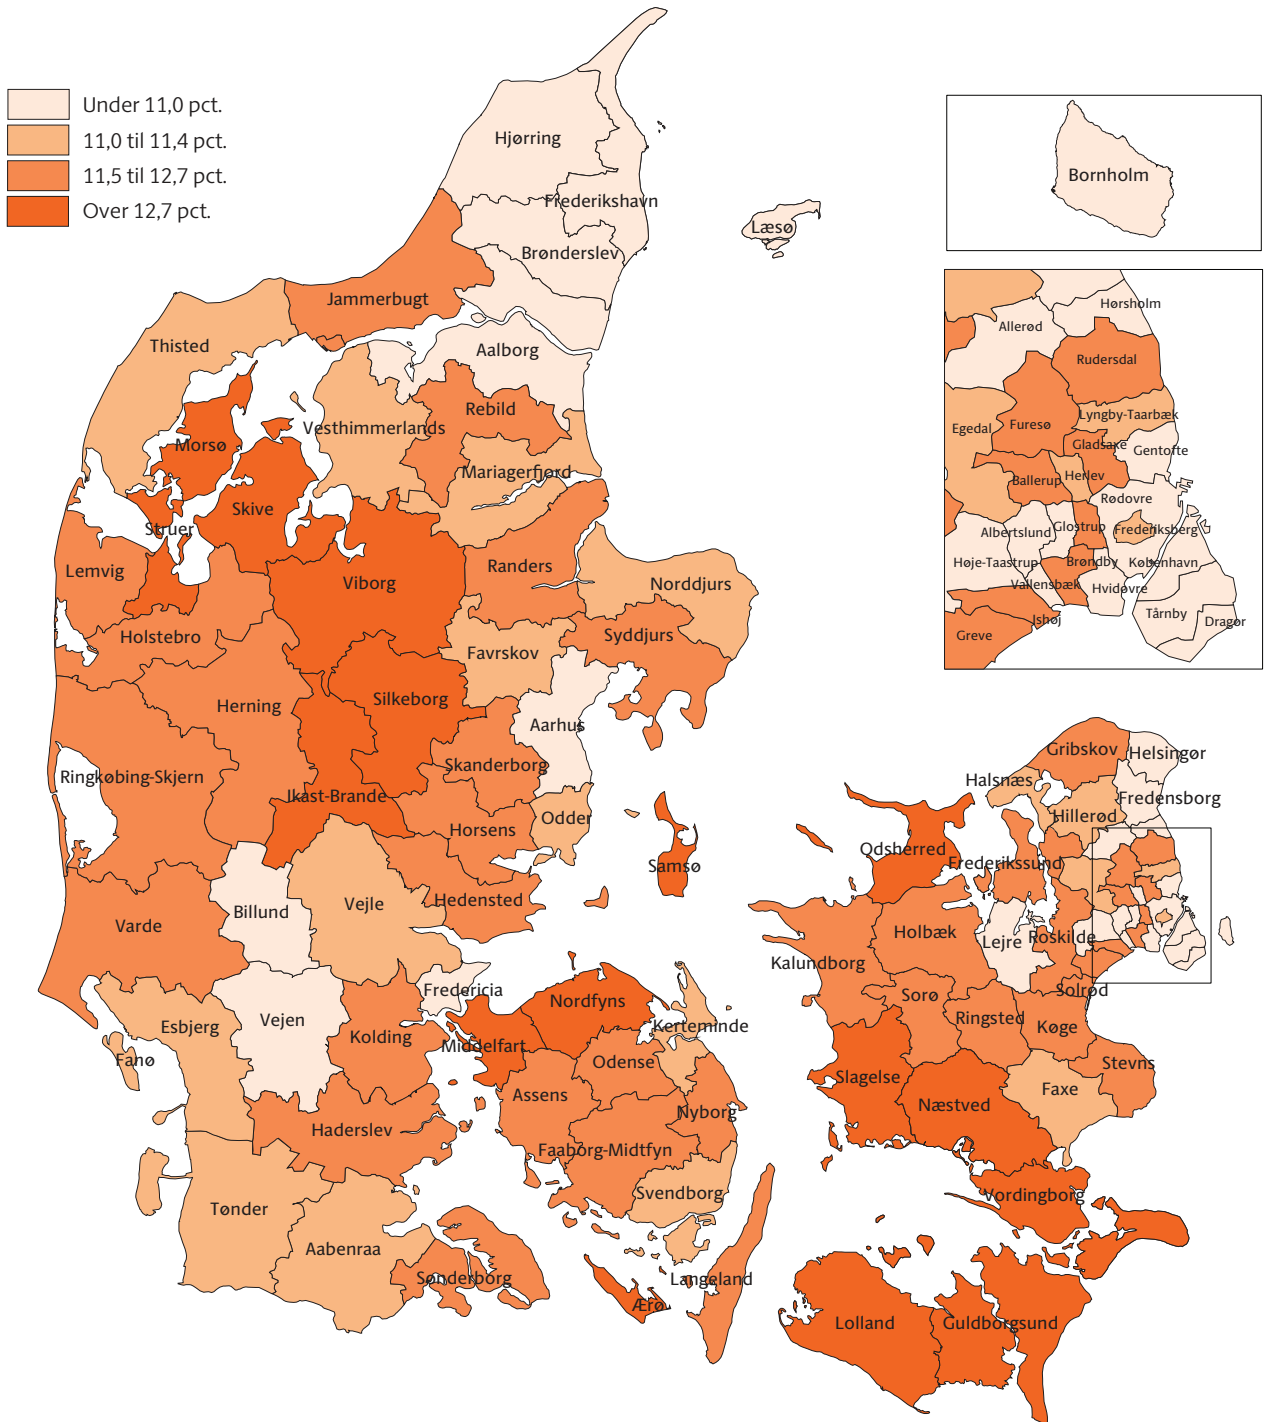 Under 11,0 pct.
11,0 til 11,4 pct.
11,5 til 12,7 pct.
Over 12,7 pct.
Hjørring
Frederikshavn
Læsø
Brønderslev
Jammerbugt
Thisted
Aalborg
Rebild
Vesthimmerlands
Morsø
Mariagerfjord
Skive
Struer
Lemvig
Viborg
Randers
Norddjurs
Holstebro
Syddjurs
Favrskov
Silkeborg
Herning
Aarhus
Skanderborg
Ringkøbing-Skjern
Ikast-Brande
Odder
Horsens
Samsø
Hedensted
Vejle
Billund
Varde
Fredericia
Nordfyns
Vejen
Esbjerg
Kerteminde
Kolding
Middelfart
Fanø
Odense
Assens
Nyborg
Haderslev
Faaborg-Midtfyn
Svendborg
Tønder
Aabenraa
Sønderborg
Langeland
Ærø
Bornholm
Hørsholm
Allerød
Rudersdal
Lyngby-Taarbæk
Furesø
Egedal
Gladsaxe
Gentofte
Herlev
Ballerup
Rødovre
Glostrup
Frederiksberg
Albertslund
Høje-Taastrup
Brøndby
København
Vallensbæk
Hvidovre
Tårnby
Ishøj
Dragør
Greve
Gribskov
Helsingør
Halsnæs
Fredensborg
Hillerød
Odsherred
Frederikssund
Holbæk
Lejre
Roskilde
Kalundborg
Solrød
Sorø
Ringsted
Køge
Stevns
Slagelse
Faxe
Næstved
Vordingborg
Lolland
Guldborgsund